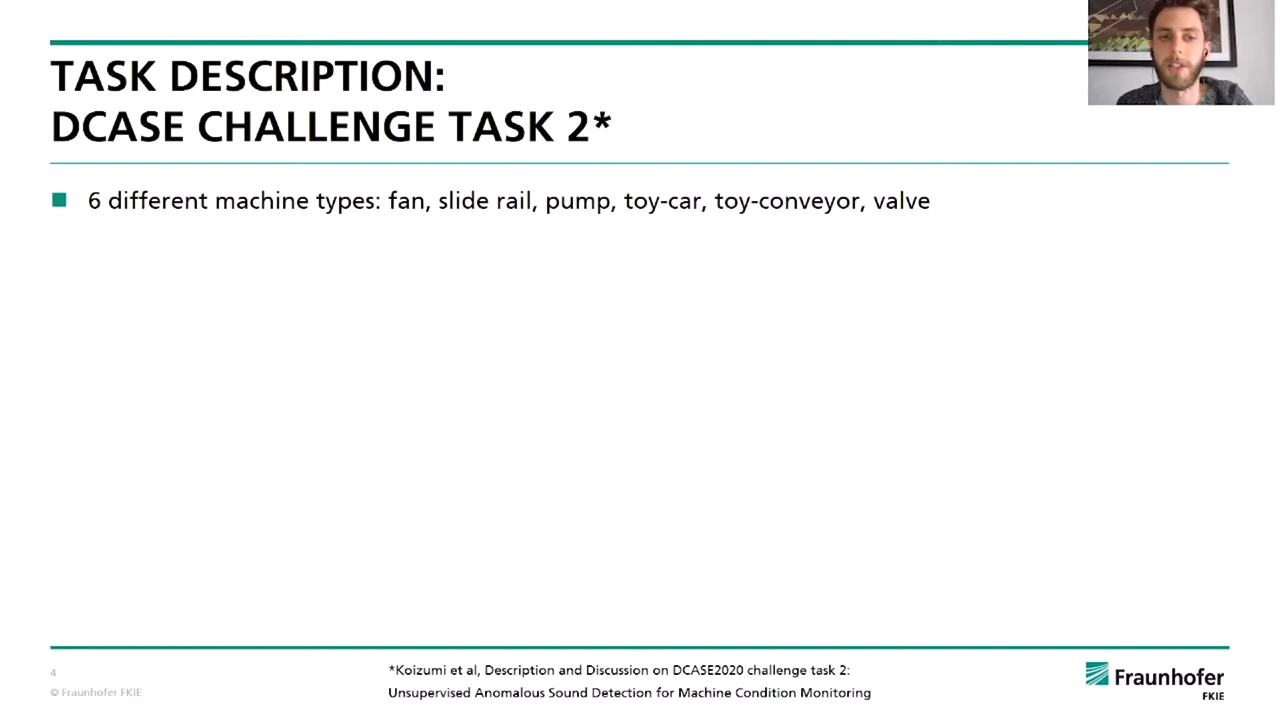 TASK DESCRIPTION:
DCASE CHALLENGE TASK 2*
6 different machine types: fan, slide rail, pump, toy-car, toy-conveyor, valve
4
© Fraunhofer FKIE
*Koizumi et al, Description and Discussion on DCASE2020 challenge task 2:
Unsupervised Anomalous Sound Detection for Machine Condition Monitoring
Fraunhofer
FKIE